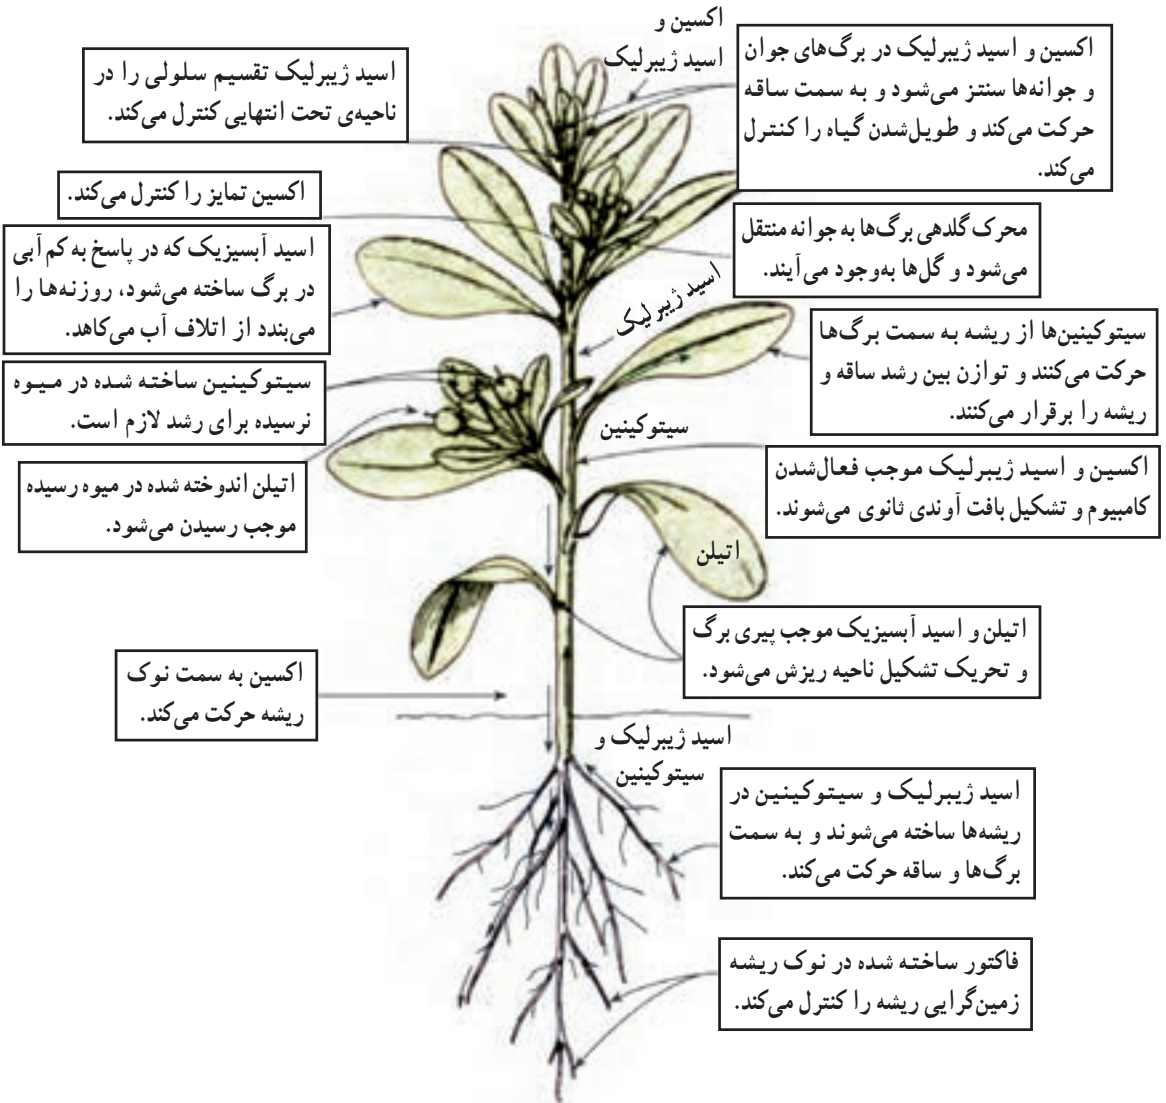 اکسین و
اسید ژیبرلیک
اکسین و اسید ژیبرلیک در برگ‌های جوان
و جوانه‌ها سنتز می‌شود و به سمت ساقه
حرکت می‌کند و طویل‌شدن گیاه را کنترل
می‌کند.
اسید ژیبرلیک تقسیم سلولی را در
ناحیه‌ی تحت انتهایی کنترل می‌کند.
اکسین تمایز را کنترل می‌کند.
محرک گلدهی برگ‌ها به جوانه منتقل
می‌شود و گل‌ها به‌وجود می‌آیند.
اسید آبسیزیک که در پاسخ به کم آبی
در برگ ساخته می‌شود، روزنه‌ها را
می‌بندد از اتلاف آب می‌کاهد.
اسید ژیبرلیک
سیتوکینین‌ها از ریشه به سمت برگ‌ها
حرکت می‌کنند و توازن بین رشد ساقه و
ریشه را برقرار می‌کنند.
سیتوکینین ساخته شده در میوه
نرسیده برای رشد لازم است.
سیتوکینین
اکسین و اسید ژیبرلیک موجب فعال‌شدن
کامبیوم و تشکیل بافت آوندی ثانوی می‌شوند.
اتیلن اندوخته شده در میوه رسیده
موجب رسیدن می‌شود.
اتیلن
اتیلن و اسید آبسیزیک موجب پیری برگ
و تحریک تشکیل ناحیه ریزش می‌شود.
اکسین به سمت نوک
ریشه حرکت می‌کند.
اسید ژیبرلیک و
سیتوکینین
اسید ژیبرلیک و سیتوکینین در
ریشه‌ها ساخته می‌شوند و به سمت
برگ‌ها و ساقه حرکت می‌کند.
فاکتور ساخته شده در نوک ریشه
زمین‌گرایی ریشه را کنترل می‌کند.